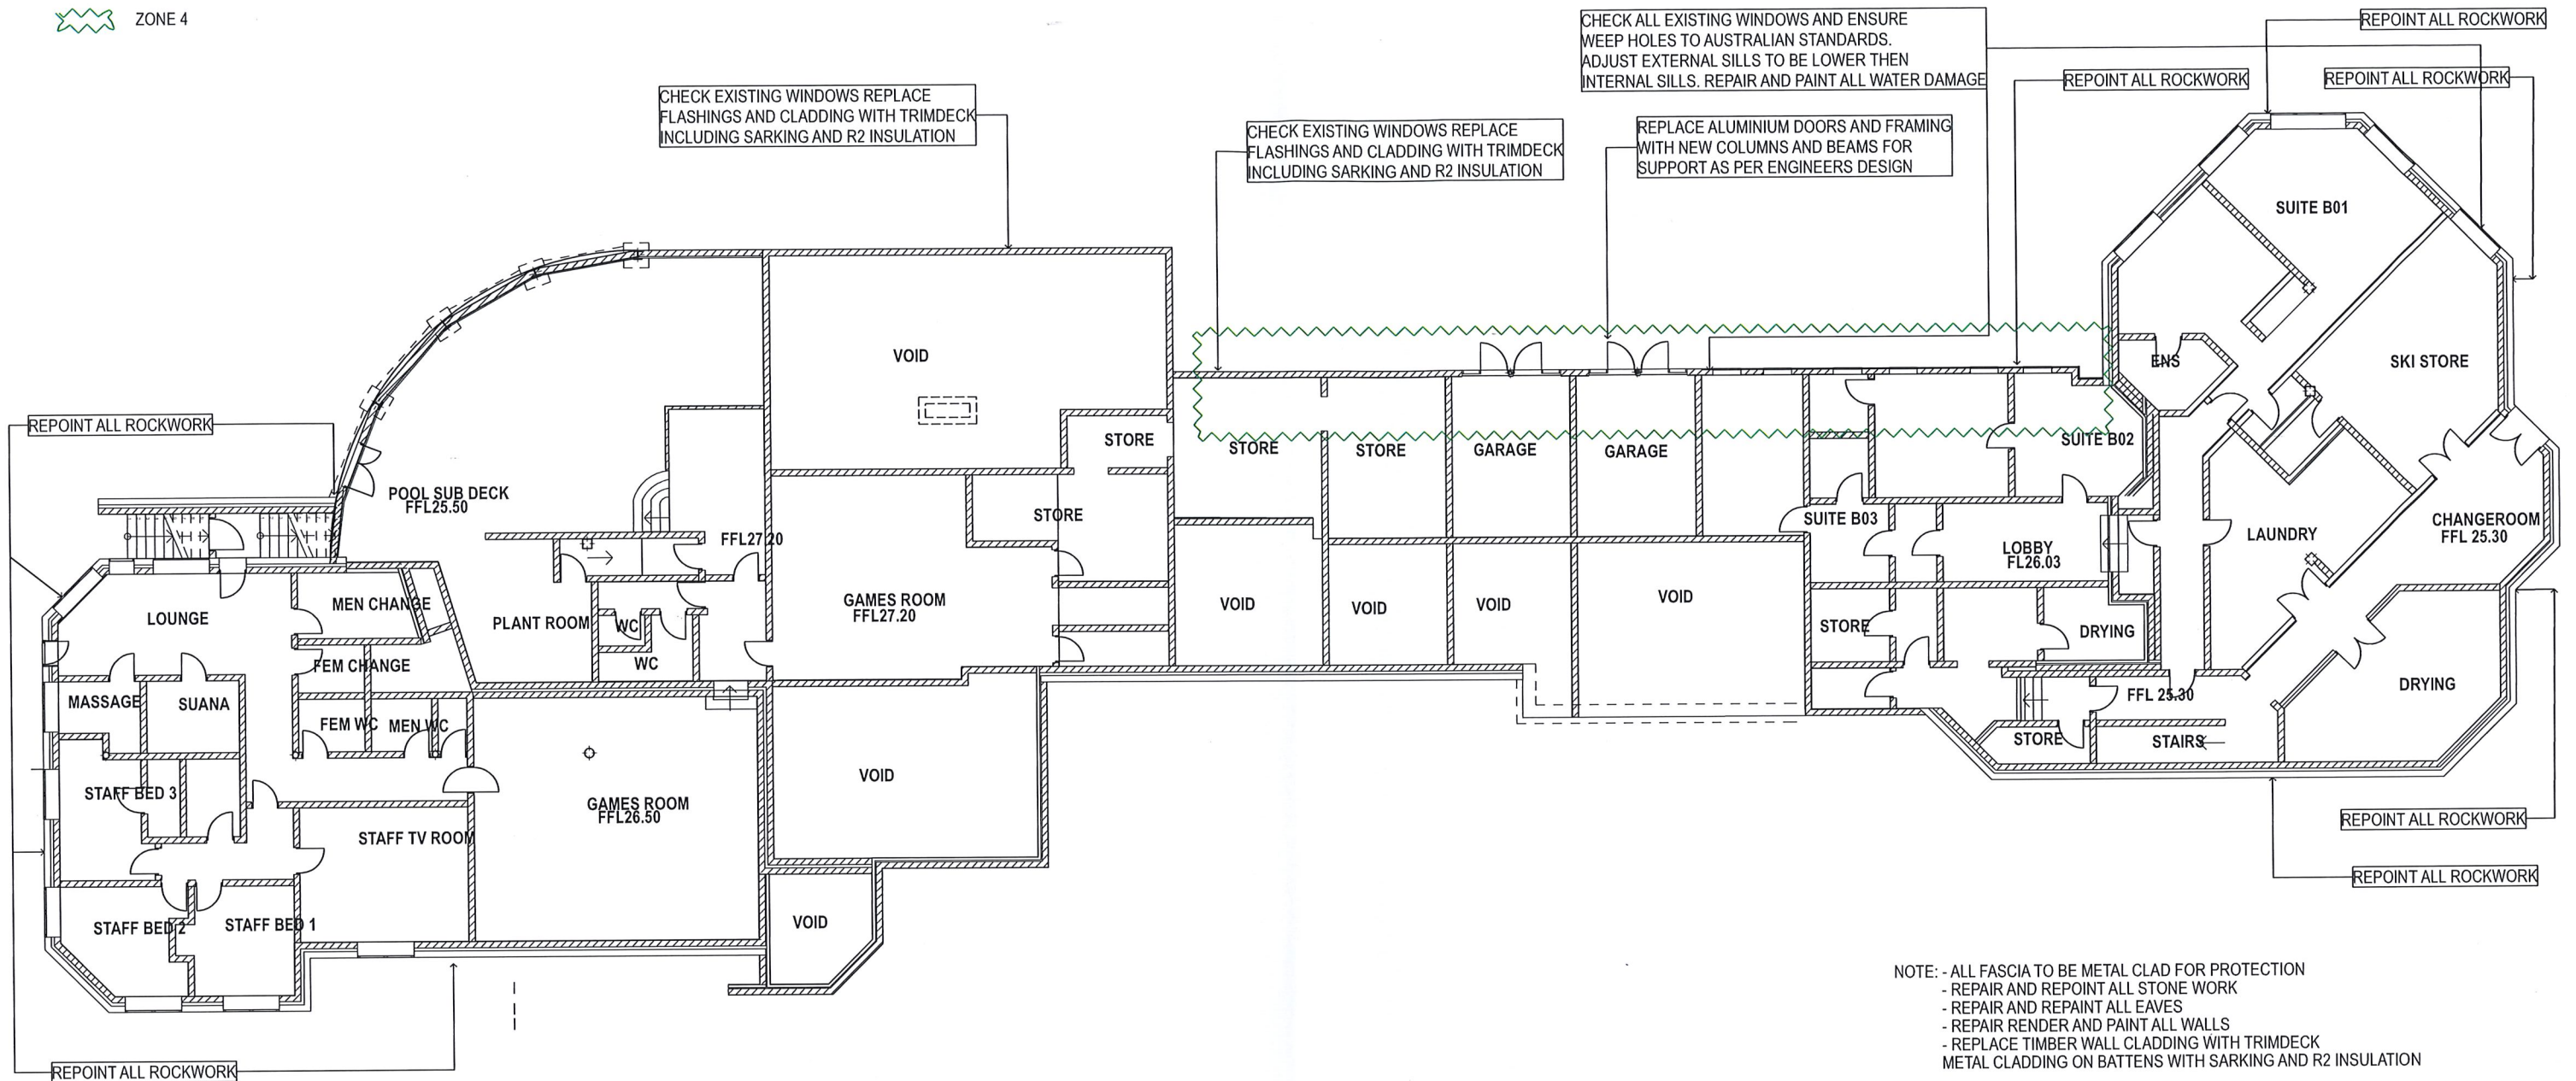 ZONE 4
CHECK ALL EXISTING WINDOWS AND ENSURE
WEEP HOLES TO AUSTRALIAN STANDARDS.
ADJUST EXTERNAL SILLS TO BE LOWER THEN
INTERNAL SILLS. REPAIR AND PAINT ALL WATER DAMAGE
REPOINT ALL ROCKWORK
REPOINT ALL ROCKWORK
REPOINT ALL ROCKWORK
CHECK EXISTING WINDOWS REPLACE
FLASHINGS AND CLADDING WITH TRIMDECK
INCLUDING SARKING AND R2 INSULATION
CHECK EXISTING WINDOWS REPLACE
FLASHINGS AND CLADDING WITH TRIMDECK
INCLUDING SARKING AND R2 INSULATION
REPLACE ALUMINIUM DOORS AND FRAMING
WITH NEW COLUMNS AND BEAMS FOR
SUPPORT AS PER ENGINEERS DESIGN
SUITE B01
VOID
ENS
SKI STORE
REPOINT ALL ROCKWORK
STORE
STORE
STORE
GARAGE
GARAGE
SUITE B02
POOL SUB DECK
FFL25.50
STORE
SUITE B03
FFL27.20
LOBBY
FL26.03
LAUNDRY
CHANGEROOM
FFL 25.30
LOUNGE
MEN CHANGE
PLANT ROOM
WC
WC
GAMES ROOM
FFL27.20
VOID
VOID
VOID
VOID
STORE
DRYING
FEM CHANGE
MASSAGE
SUANA
FEM WC
MEN WC
FFL 25.30
DRYING
STORE
STAIRS
STAFF BED 3
VOID
GAMES ROOM
FFL26.50
STAFF TV ROOM
REPOINT ALL ROCKWORK
REPOINT ALL ROCKWORK
STAFF BED 2
STAFF BED 1
VOID
REPOINT ALL ROCKWORK
NOTE: - ALL FASCIA TO BE METAL CLAD FOR PROTECTION
- REPAIR AND REPOINT ALL STONE WORK
- REPAIR AND REPAINT ALL EAVES
- REPAIR RENDER AND PAINT ALL WALLS
- REPLACE TIMBER WALL CLADDING WITH TRIMDECK
METAL CLADDING ON BATTENS WITH SARKING AND R2 INSULATION